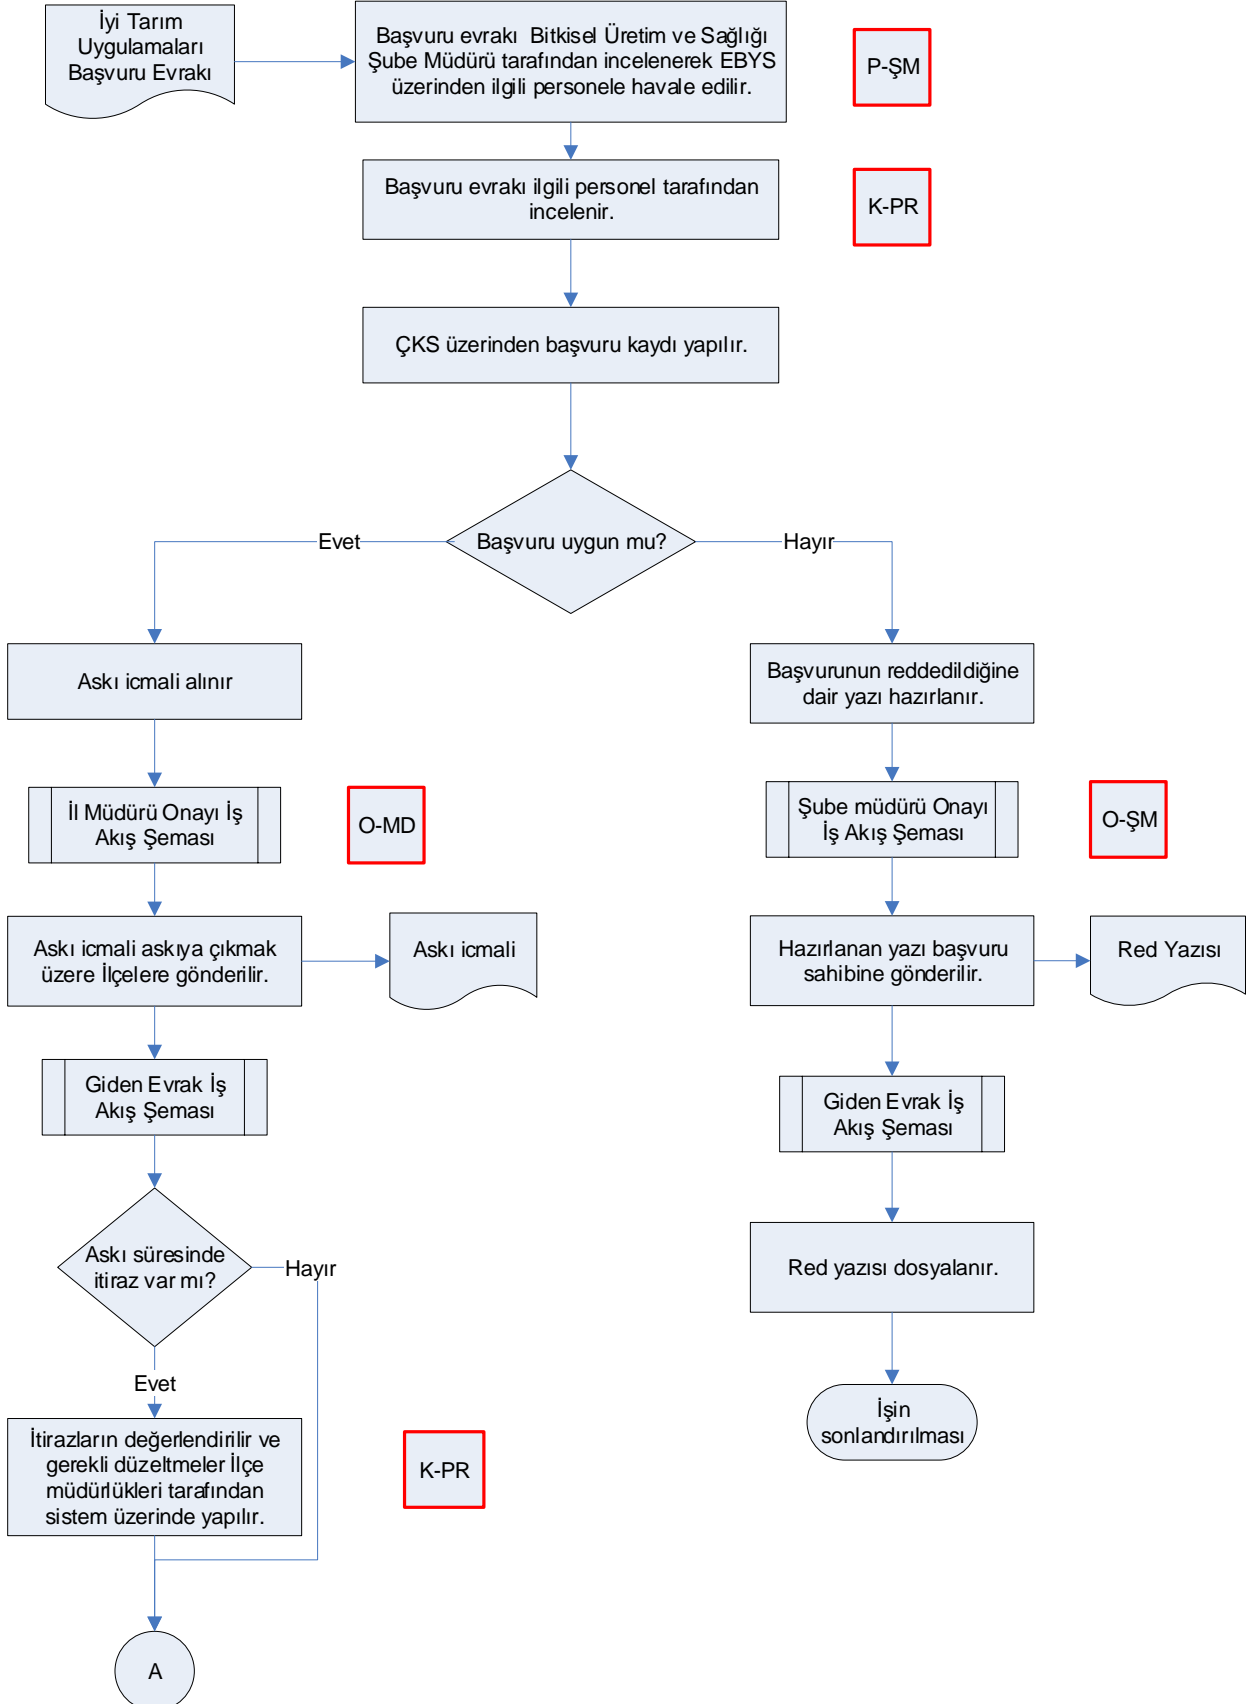 İyi Tarım
Uygulamaları
Başvuru Evrakı
Başvuru evrakı Bitkisel Üretim ve Sağlığı
Şube Müdürü tarafından incelenerek EBYS
üzerinden ilgili personele havale edilir.
P-ŞM
Başvuru evrakı ilgili personel tarafından
incelenir.
K-PR
ÇKS üzerinden başvuru kaydı yapılır.
Başvuru uygun mu?
Evet
Hayır
Askı icmali alınır
Başvurunun reddedildiğine
dair yazı hazırlanır.
İl Müdürü Onayı İş
Akış Şeması
O-MD
Şube müdürü Onayı
İş Akış Şeması
O-ŞM
Askı icmali askıya çıkmak
üzere İlçelere gönderilir.
Askı icmali
Hazırlanan yazı başvuru
sahibine gönderilir.
Red Yazısı
Giden Evrak İş
Akış Şeması
Giden Evrak İş
Akış Şeması
Askı süresinde
itiraz var mı?
Hayır
Red yazısı dosyalanır.
Evet
İşin
sonlandırılması
İtirazların değerlendirilir ve
gerekli düzeltmeler İlçe
müdürlükleri tarafından
sistem üzerinde yapılır.
K-PR
A